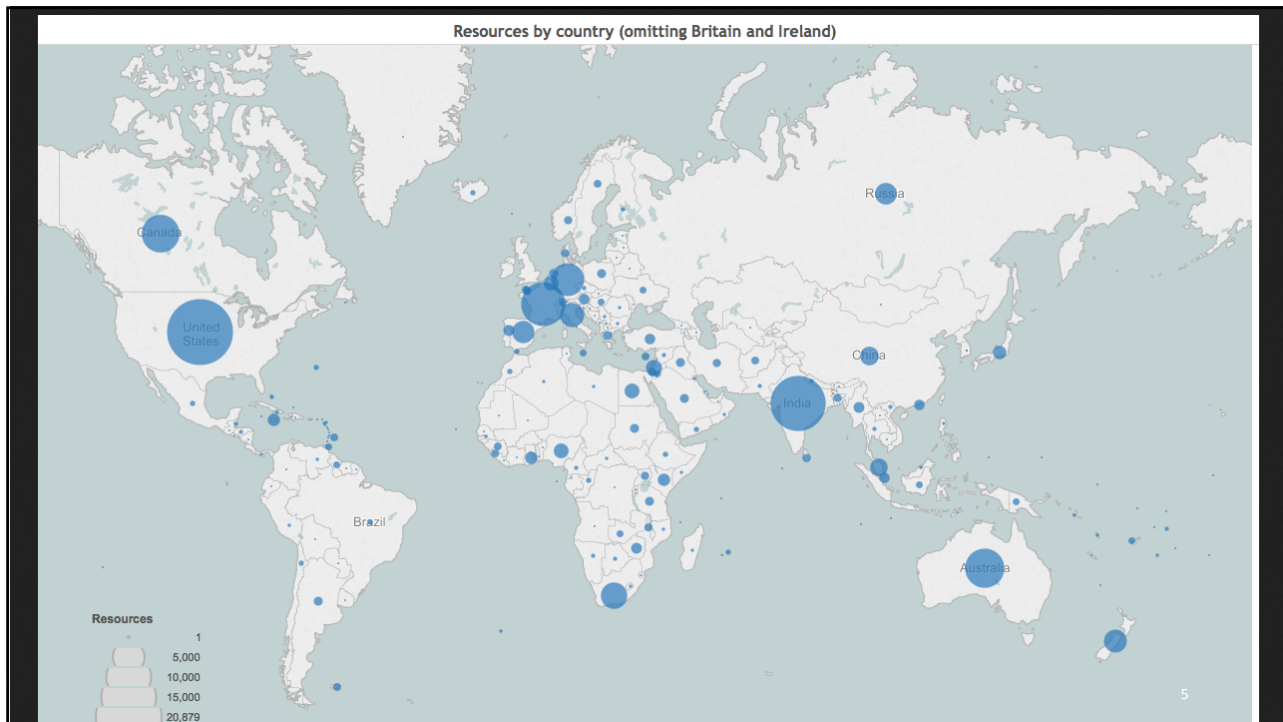 Resources by country (omitting Britain and Ireland)
Russia
Canada
United
States
China
India
Brazil
Australia
Resources
1
5,000
10,000
15,000
20,879
5